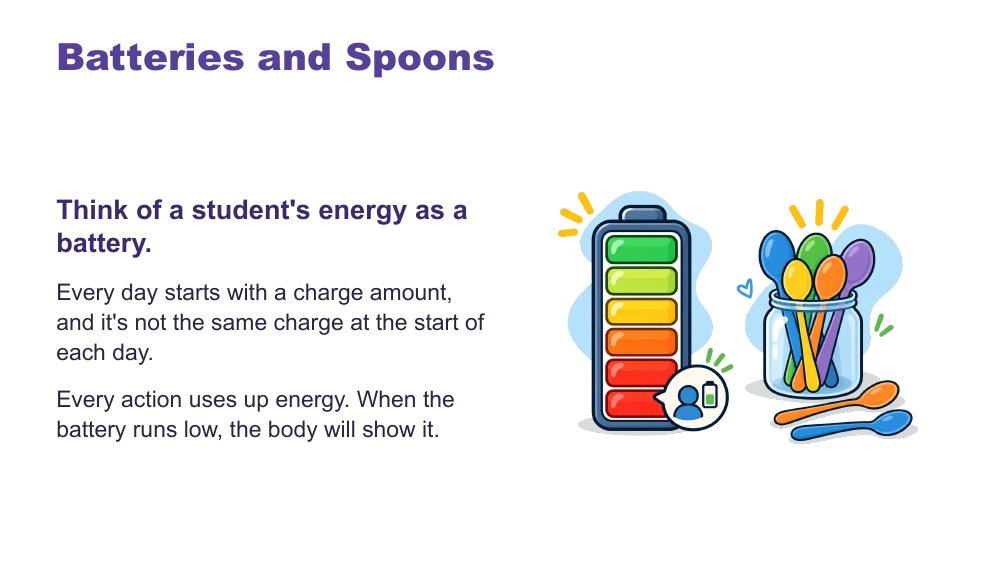 Batteries and Spoons
Think of a student's energy as a
battery.
Every day starts with a charge amount,
and it's not the same charge at the start of
each day.
Every action uses up energy. When the
battery runs low, the body will show it.